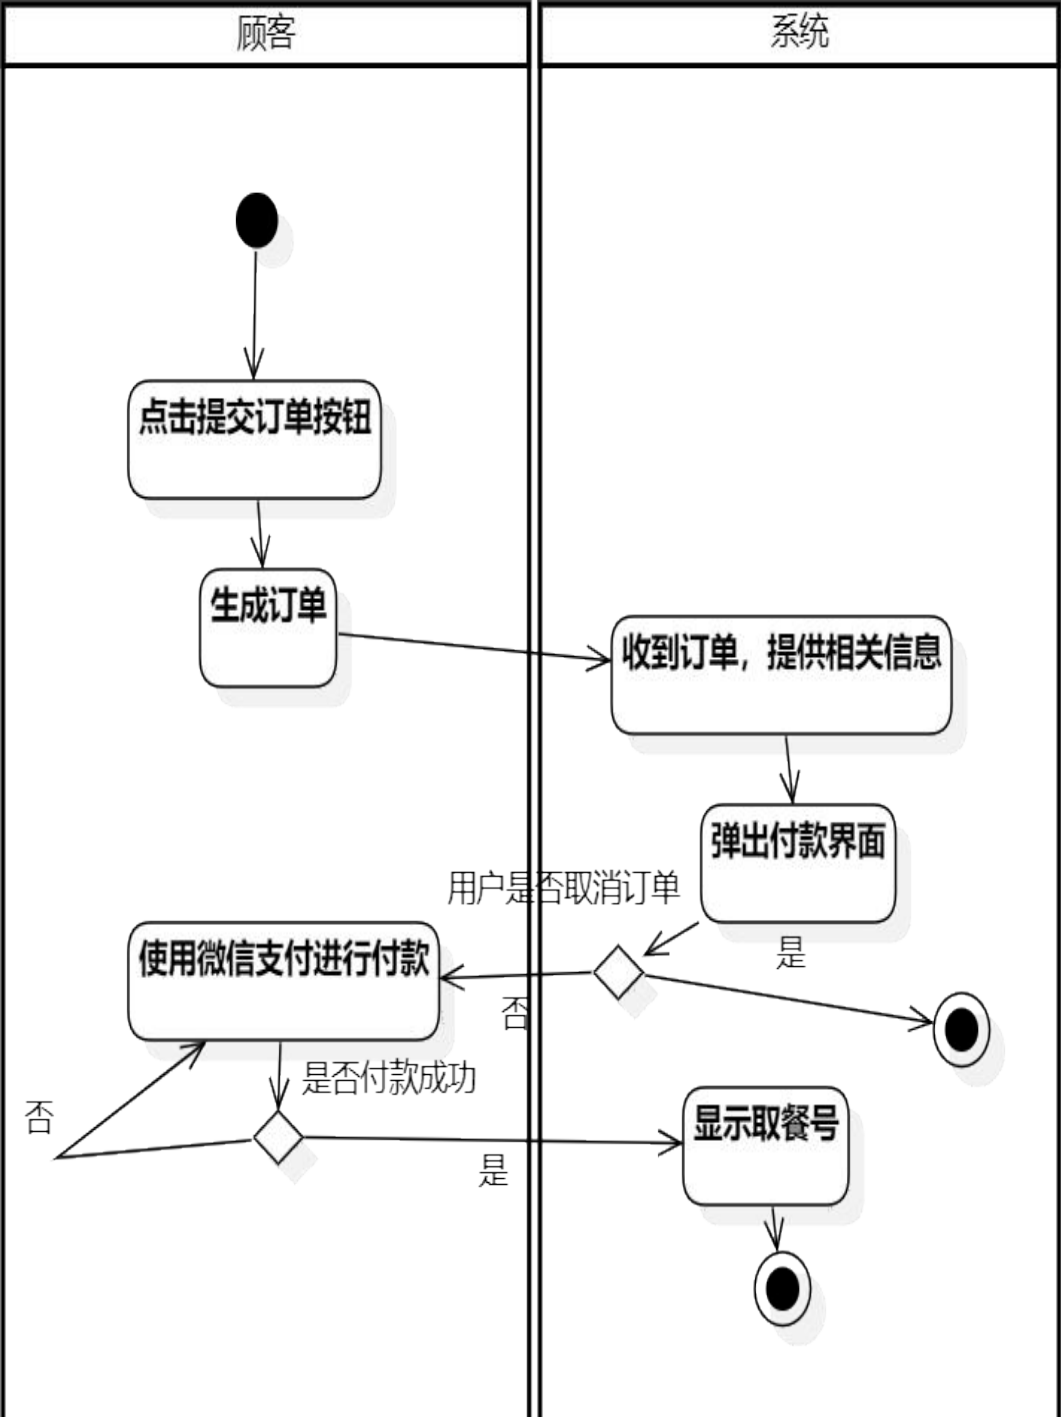 顾客
系统
点击提交订单按钮
生成订单
收到订单，提供相关信息
弹出付款界面
用户是否取消订单
是
使用微信支付进行付款
否
是否付款成功
否
显示取餐号
是